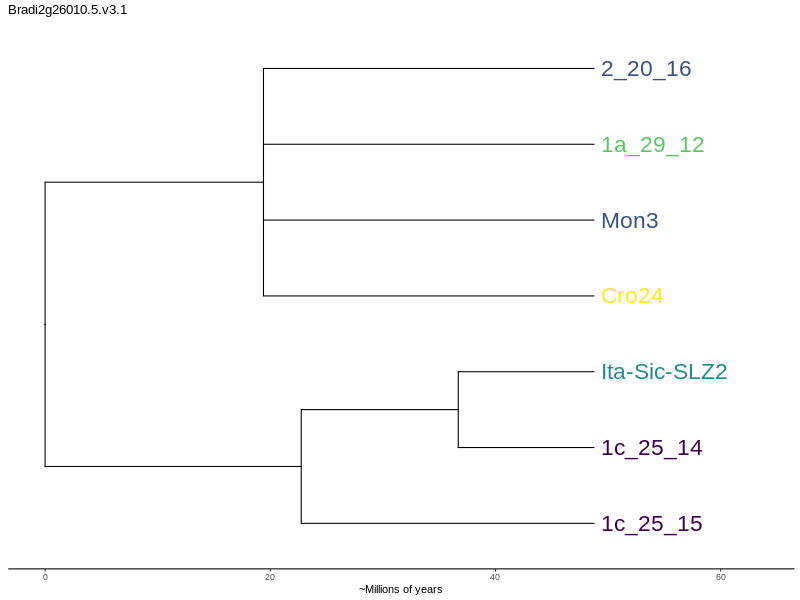 Bradi2g26010.5.v3.1
2_20_16
1a_29_12
Mon3
Cro24
Ita-Sic-SLZ2
1c_25_14
1c_25_15
0 20 40 60
~Millions of years